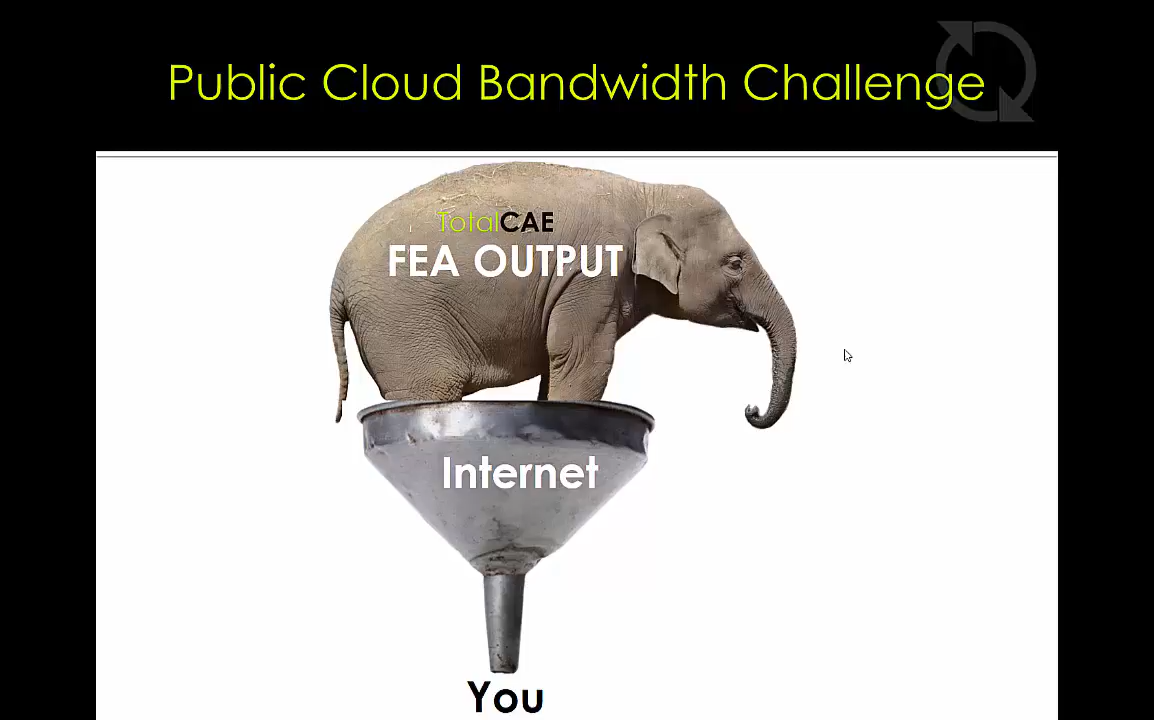 Public Cloud Bandwidth Challenge
TotalCAE
FEA OUTPUT
Internet
You